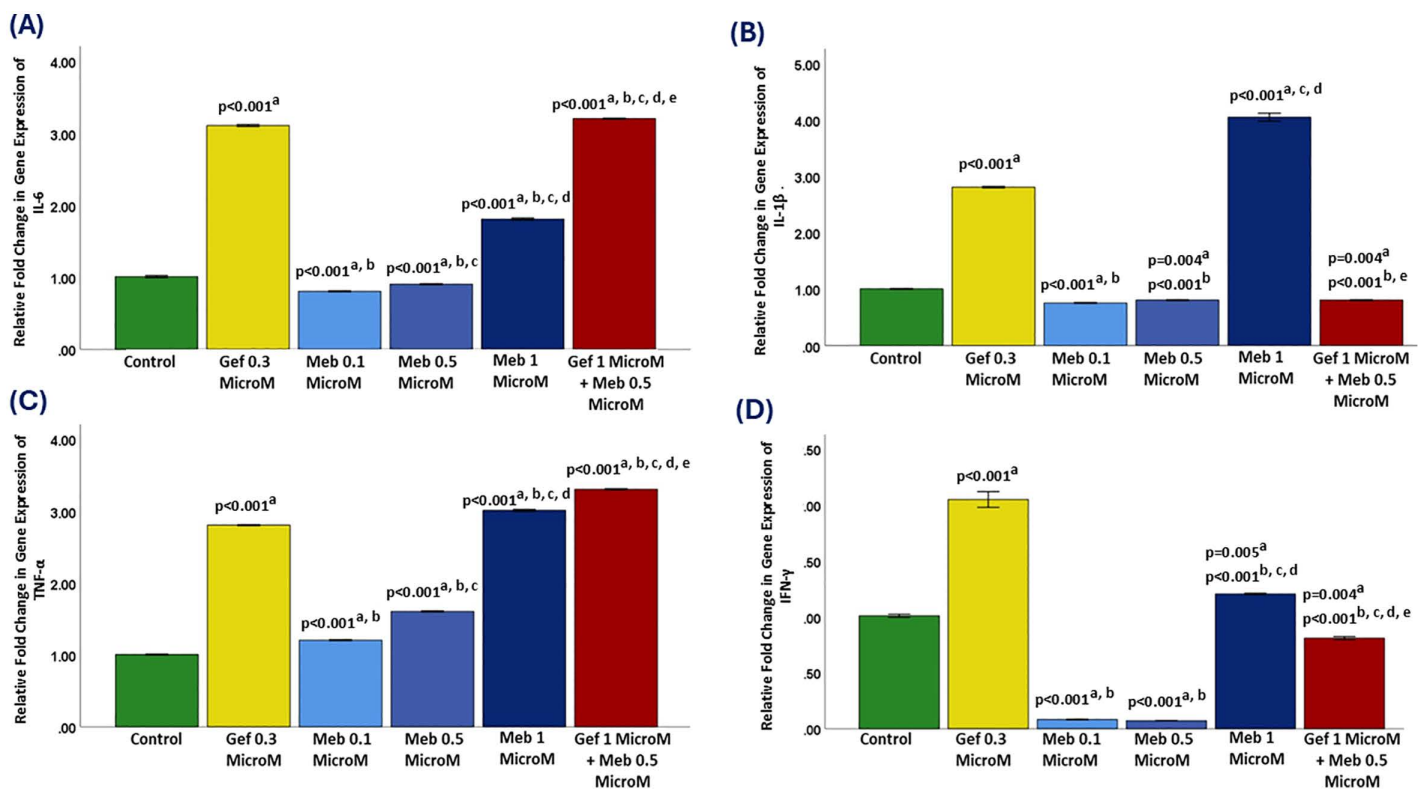 (A)
Relative Fold Change in Gene Expression of
IL-6
4.00
3.00
2.00
1.00
.00
p<0.001a
p<0.001a, b
p<0.001a, b, c
p<0.001a, b, c, d
p<0.001a, b, c, d, e
Control
Gef 0.3
MicroM
Meb 0.1
MicroM
Meb 0.5
MicroM
Meb 1
MicroM
Gef 1 MicroM
+ Meb 0.5
MicroM
(B)
Relative Fold Change in Gene Expression of
IL-1β .
5.00
4.00
3.00
2.00
1.00
.00
p<0.001a
p<0.001a, b
p=0.004a
p<0.001b
p<0.001a, c, d
p=0.004a
p<0.001b, e
Control
Gef 0.3
MicroM
Meb 0.1
MicroM
Meb 0.5
MicroM
Meb 1
MicroM
Gef 1 MicroM
+ Meb 0.5
MicroM
(C)
Relative Fold Change in Gene Expression of
TNF-α
4.00
3.00
2.00
1.00
.00
p<0.001a
p<0.001a, b
p<0.001a, b, c
p<0.001a, b, c, d
p<0.001a, b, c, d, e
Control
Gef 0.3
MicroM
Meb 0.1
MicroM
Meb 0.5
MicroM
Meb 1
MicroM
Gef 1 MicroM
+ Meb 0.5
MicroM
(D)
Relative Fold Change in Gene Expression of
IFN-γ
.50
.00
.50
.00
.50
.00
p<0.001a
p<0.001a, b
p<0.001a, b
p=0.005a
p<0.001b, c, d
p=0.004a
p<0.001b, c, d, e
Control
Gef 0.3
MicroM
Meb 0.1
MicroM
Meb 0.5
MicroM
Meb 1
MicroM
Gef 1 MicroM
+ Meb 0.5
MicroM